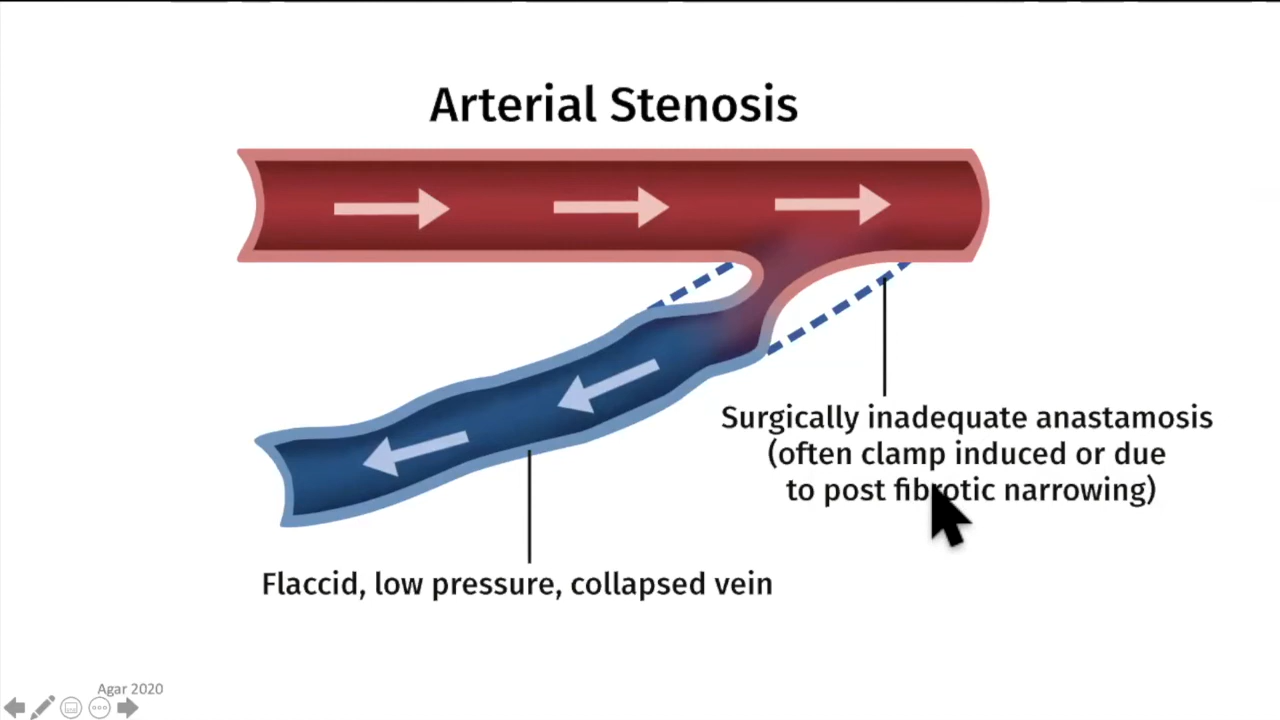 Arterial Stenosis
Surgically inadequate anastamosis
(often clamp induced or due
to post fibrotic narrowing)
Flaccid, low pressure, collapsed vein
Agar 2020